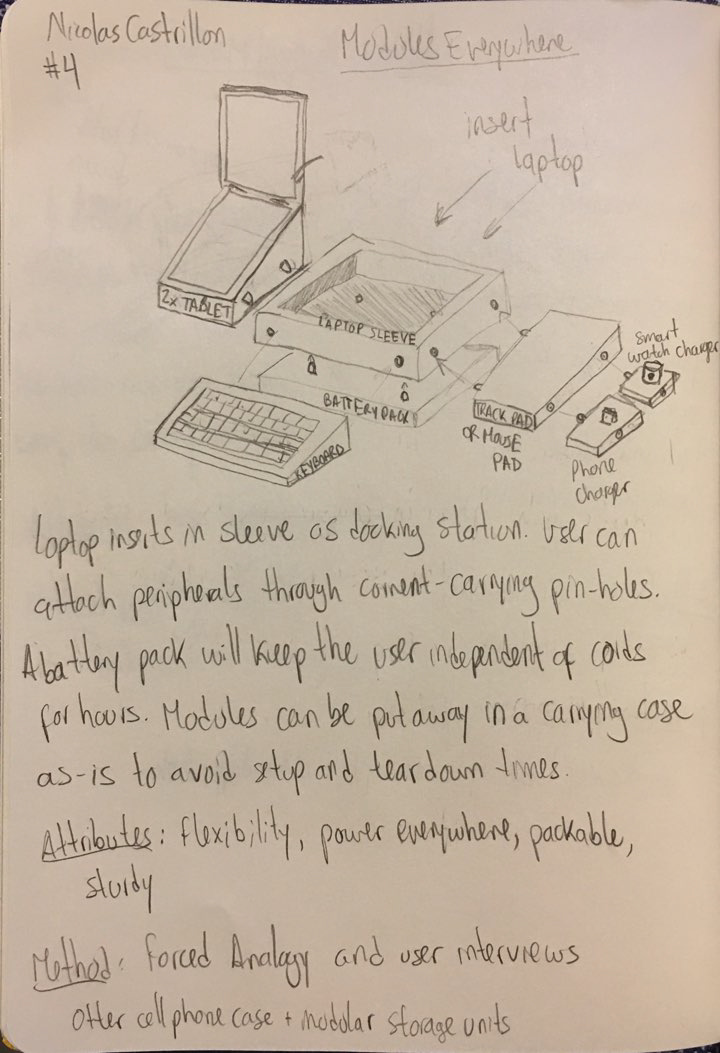 Nicolas Castrillon
#4
Modules Everywhere
insert
laptop
2x TABLET
LAPTOP SLEEVE
BATTERY PACK
KEYBOARD
TRACK PAD
OR MOUSE
PAD
smart
watch charger
phone
charger
Laptop inserts in sleeve as docking station. User can
attach peripherals through current-carrying pin-holes.
A battery pack will keep the user independent of cords
for hours. Modules can be put away in a carrying case
as-is to avoid setup and teardown times.
Attributes: flexibility, power everywhere, packable,
sturdy
Method: Forced Analogy and user interviews
Otter cell phone case + modular storage units